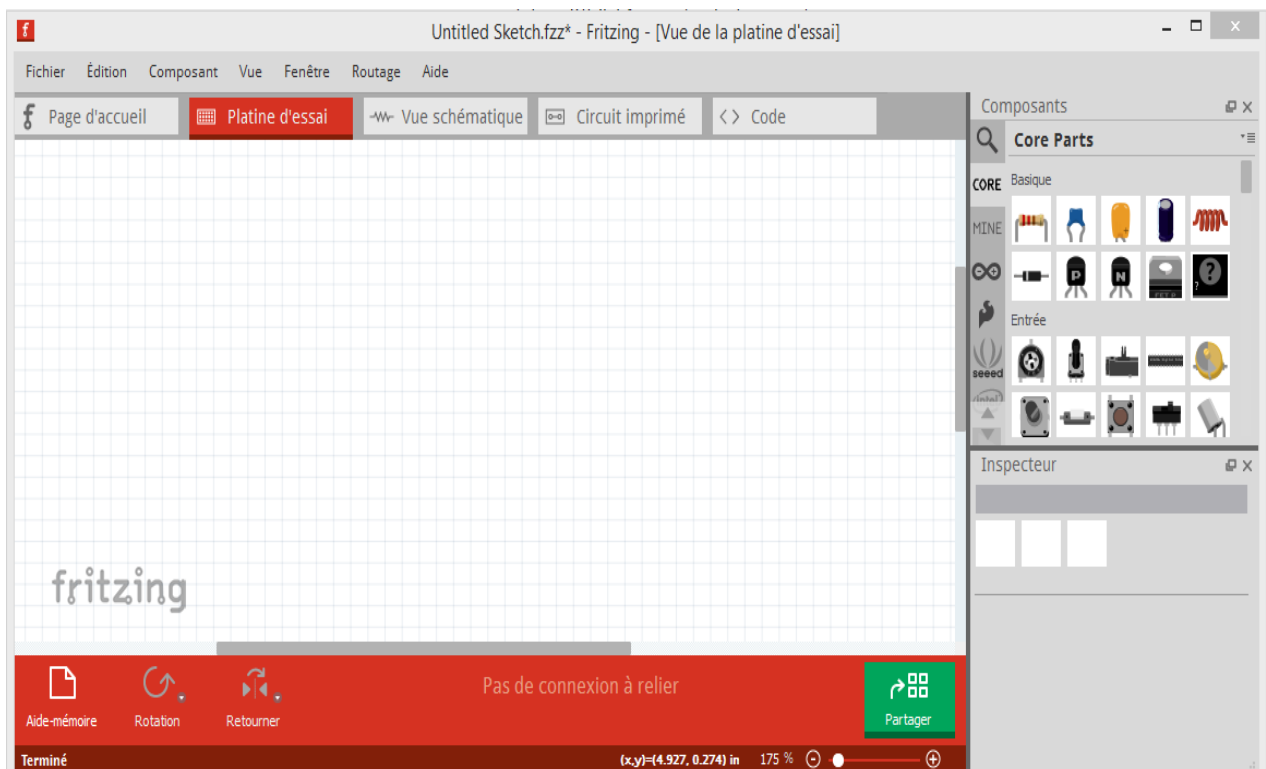 Untitled Sketch.fzz* - Fritzing - [Vue de la platine d'essai]
Fichier Édition Composant Vue Fenêtre Routage Aide
Page d'accueil Platine d'essai Vue schématique Circuit imprimé <> Code
Composants
Core Parts
CORE Basique
MINE
P N FET P ? ?
Entrée
seeed
(intel)
Inspecteur
fritzing
Pas de connexion à relier
Aide-mémoire Rotation Retourner Partager
Terminé (x,y)=(4.927, 0.274) in 175 %